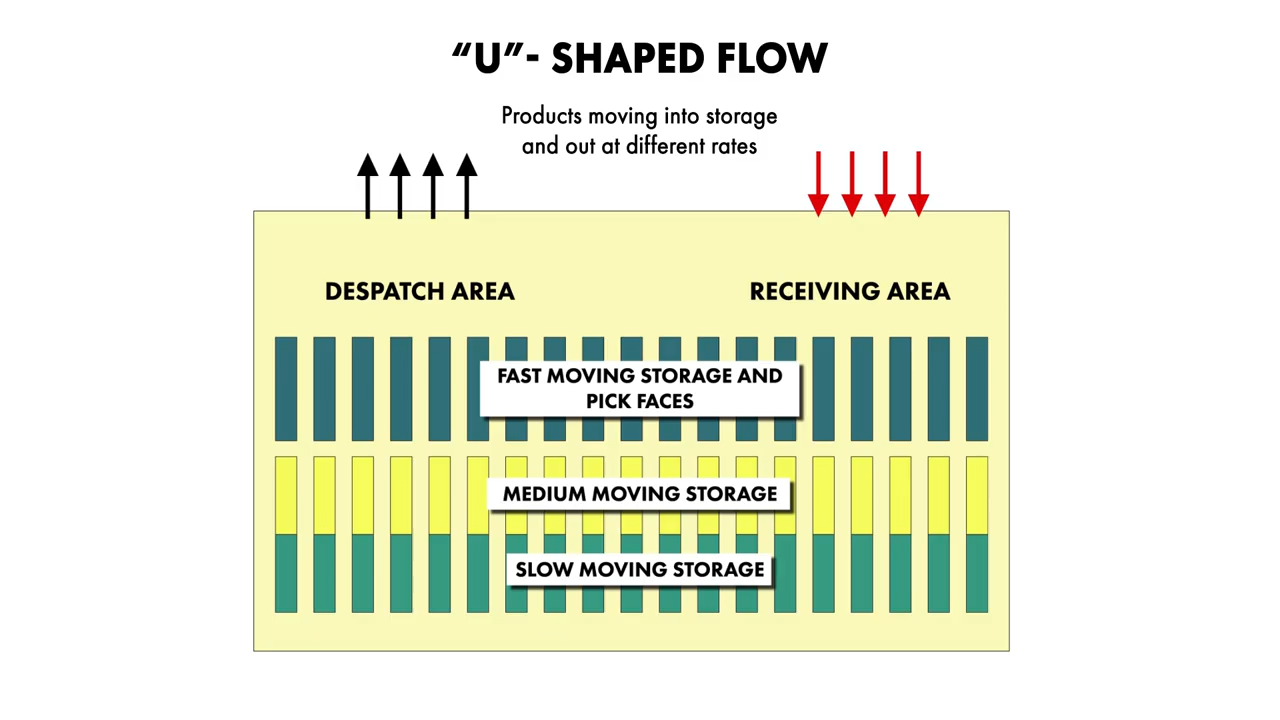 “U”- SHAPED FLOW
Products moving into storage
and out at different rates
DESPATCH AREA
RECEIVING AREA
FAST MOVING STORAGE AND
PICK FACES
MEDIUM MOVING STORAGE
SLOW MOVING STORAGE